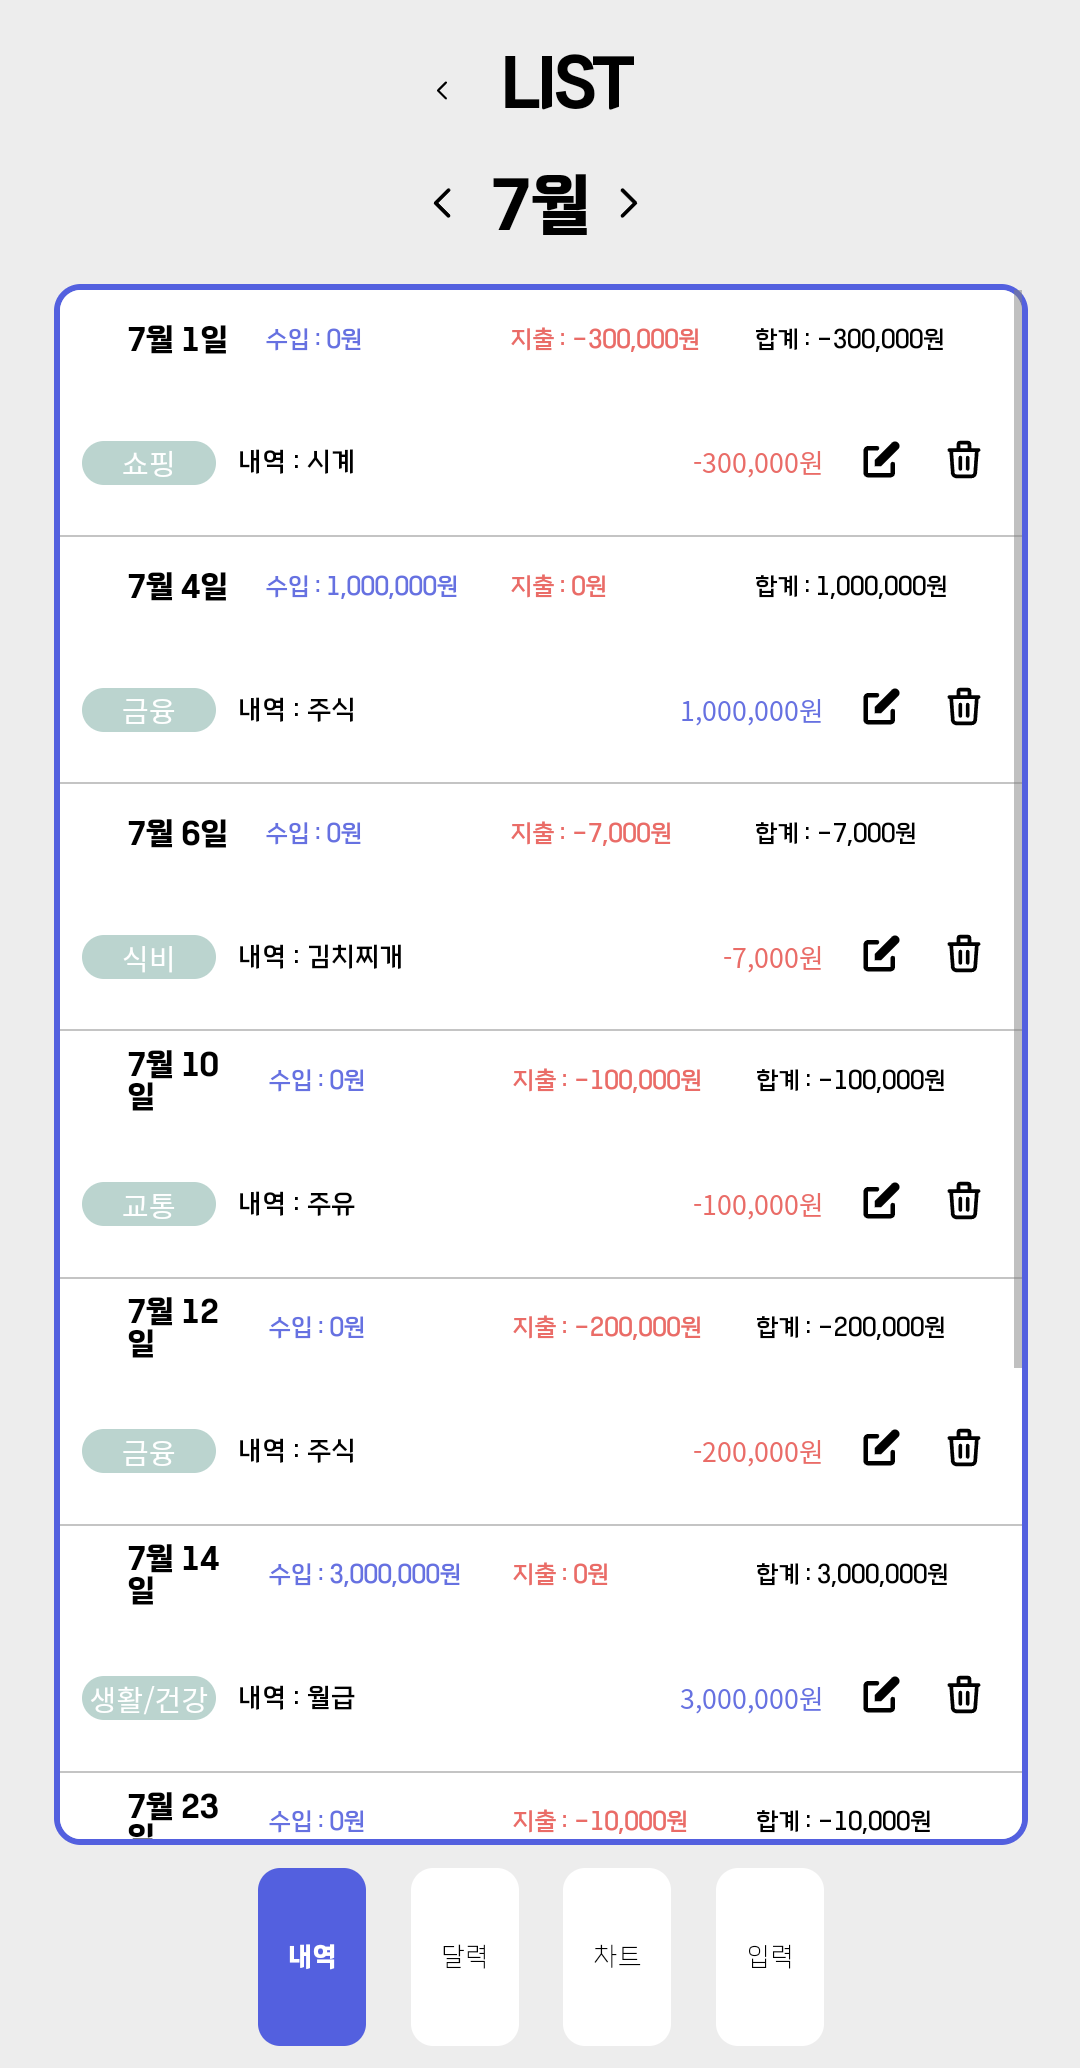 LIST
7월
7월 1일 수입 : 0원 지출 : -300,000원 합계 : -300,000원
쇼핑 내역 : 시계 -300,000원
7월 4일 수입 : 1,000,000원 지출 : 0원 합계 : 1,000,000원
금융 내역 : 주식 1,000,000원
7월 6일 수입 : 0원 지출 : -7,000원 합계 : -7,000원
식비 내역 : 김치찌개 -7,000원
7월 10
일 수입 : 0원 지출 : -100,000원 합계 : -100,000원
교통 내역 : 주유 -100,000원
7월 12
일 수입 : 0원 지출 : -200,000원 합계 : -200,000원
금융 내역 : 주식 -200,000원
7월 14
일 수입 : 3,000,000원 지출 : 0원 합계 : 3,000,000원
생활/건강 내역 : 월급 3,000,000원
7월 23
일 수입 : 0원 지출 : -10,000원 합계 : -10,000원
내역 달력 차트 입력